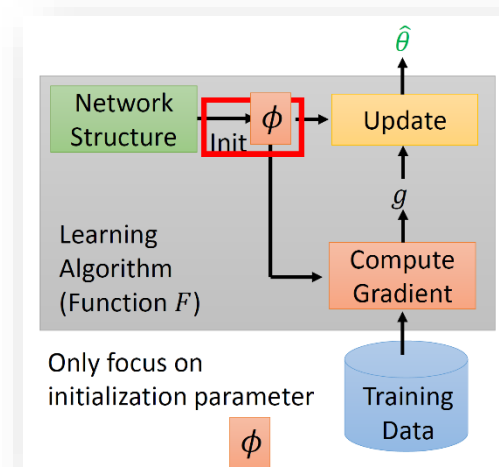 θ̂
Network
Structure
Init
ϕ
Update
g
Learning
Algorithm
(Function F)
Compute
Gradient
Only focus on
initialization parameter
ϕ
Training
Data